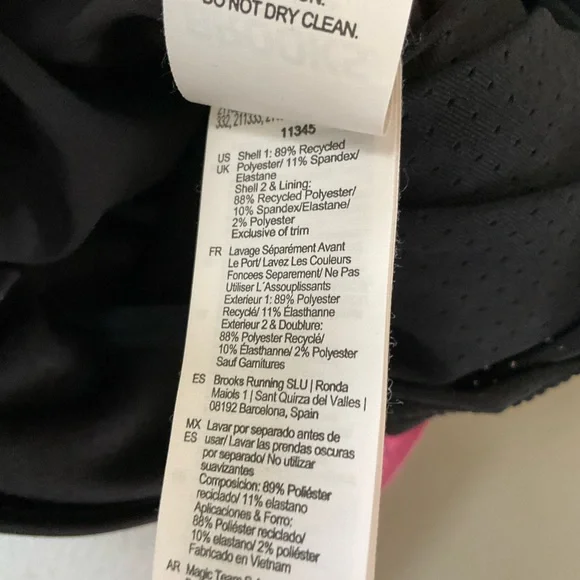 DO NOT DRY CLEAN.
11345
US Shell 1: 89% Recycled
UK Polyester/ 11% Spandex/
Elastane
Shell 2 & Lining:
88% Recycled Polyester/
10% Spandex/Elastane/
2% Polyester
Exclusive of trim
FR Lavage Séparément Avant
Le Port/ Lavez Les Couleurs
Foncees Separement/ Ne Pas
Utiliser L'Assouplissants
Exterieur 1: 89% Polyester
Recyclé/ 11% Élasthanne
Exterieur 2 & Doublure:
88% Polyester Recyclé/
10% Élasthanne/ 2% Polyester
Sauf Garnitures
ES Brooks Running SLU | Ronda
Maiols 1 | Sant Quirza del Valles |
08192 Barcelona, Spain
MX Lavar por separado antes de
ES usar/ Lavar las prendas oscuras
por separado/ No utilizar
suavizantes
Composicion: 89% Poliéster
reciclado/ 11% elastano
Aplicaciones & Forro:
88% Poliéster reciclado/
10% elastano/ 2% poliéster
Fabricado en Vietnam
AR Magic Team